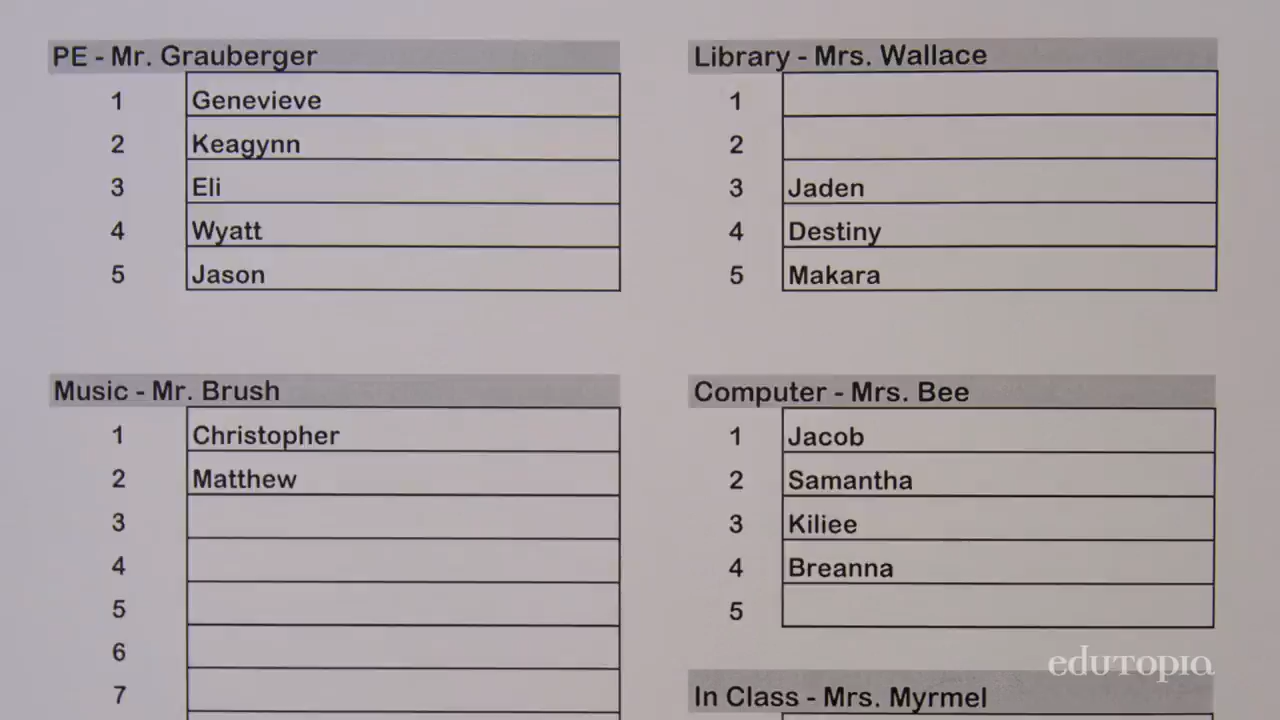 PE - Mr. Grauberger
1 Genevieve
2 Keagynn
3 Eli
4 Wyatt
5 Jason
Library - Mrs. Wallace
1
2
3 Jaden
4 Destiny
5 Makara
Music - Mr. Brush
1 Christopher
2 Matthew
3
4
5
6
7
Computer - Mrs. Bee
1 Jacob
2 Samantha
3 Kiliee
4 Breanna
5
In Class - Mrs. Myrmel
edutopia